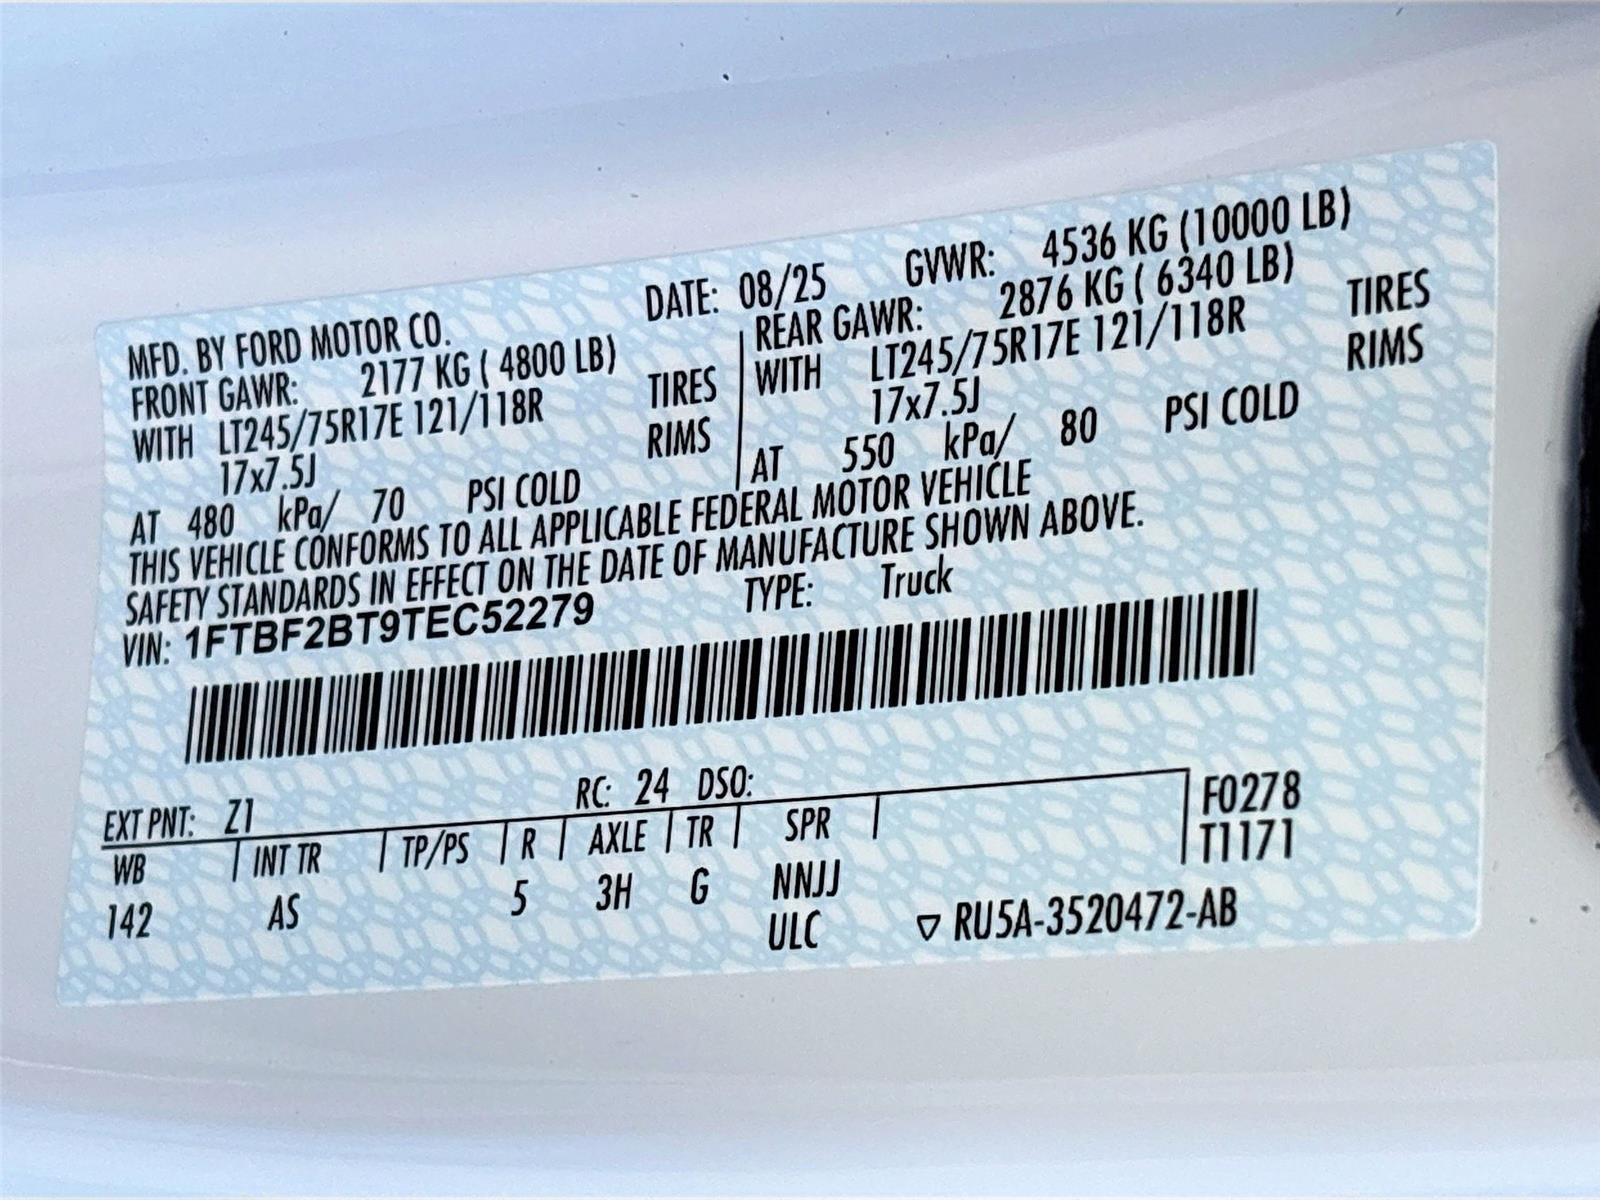 MFD. BY FORD MOTOR CO. DATE: 08/25 GVWR: 4536 KG (10000 LB)
FRONT GAWR: 2177 KG ( 4800 LB) REAR GAWR: 2876 KG ( 6340 LB)
WITH LT245/75R17E 121/118R TIRES WITH LT245/75R17E 121/118R TIRES
17x7.5J RIMS 17x7.5J RIMS
AT 480 kPa/ 70 PSI COLD AT 550 kPa/ 80 PSI COLD
THIS VEHICLE CONFORMS TO ALL APPLICABLE FEDERAL MOTOR VEHICLE
SAFETY STANDARDS IN EFFECT ON THE DATE OF MANUFACTURE SHOWN ABOVE.
VIN: 1FTBF2BT9TEC52279 TYPE: Truck
EXT PNT: Z1 RC: 24 DSO: F0278
WB INT TR TP/PS R AXLE TR SPR T1171
142 AS 5 3H G NNJJ
ULC ▽ RU5A-3520472-AB